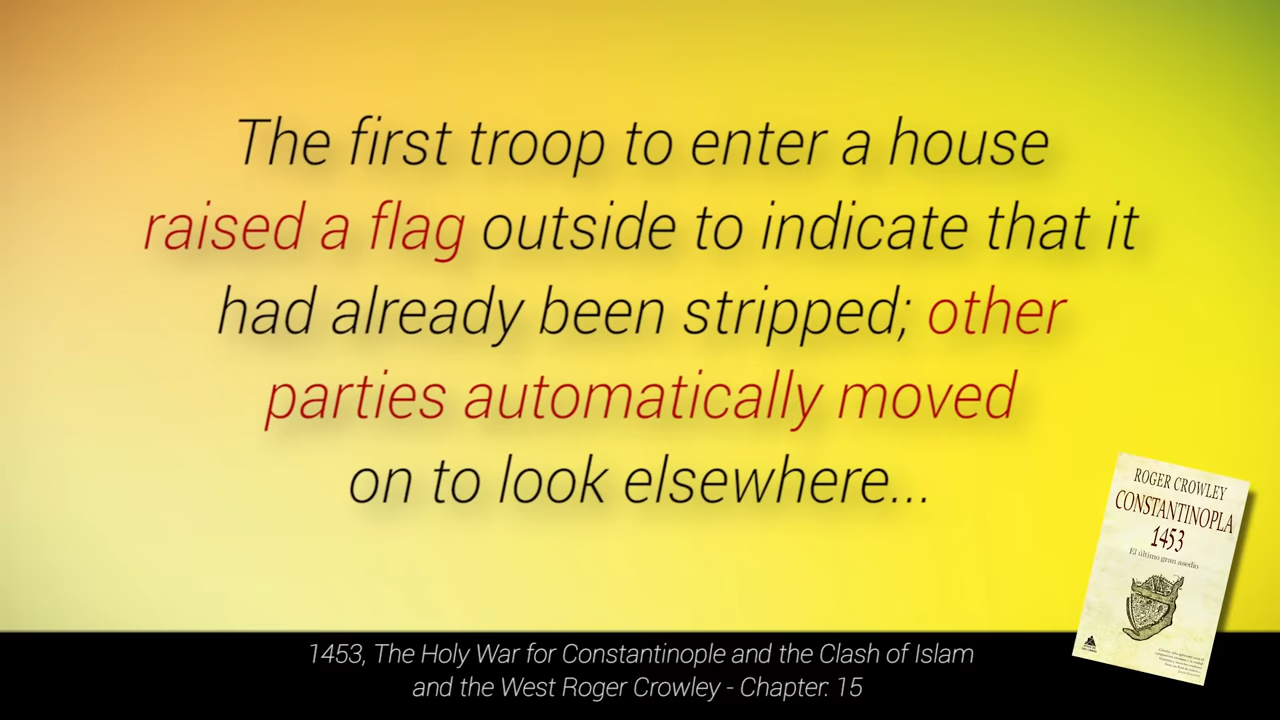 The first troop to enter a house
raised a flag outside to indicate that it
had already been stripped; other
parties automatically moved
on to look elsewhere...
ROGER CROWLEY
CONSTANTINOPLA
1453
El último gran asedio
1453, The Holy War for Constantinople and the Clash of Islam
and the West Roger Crowley - Chapter: 15